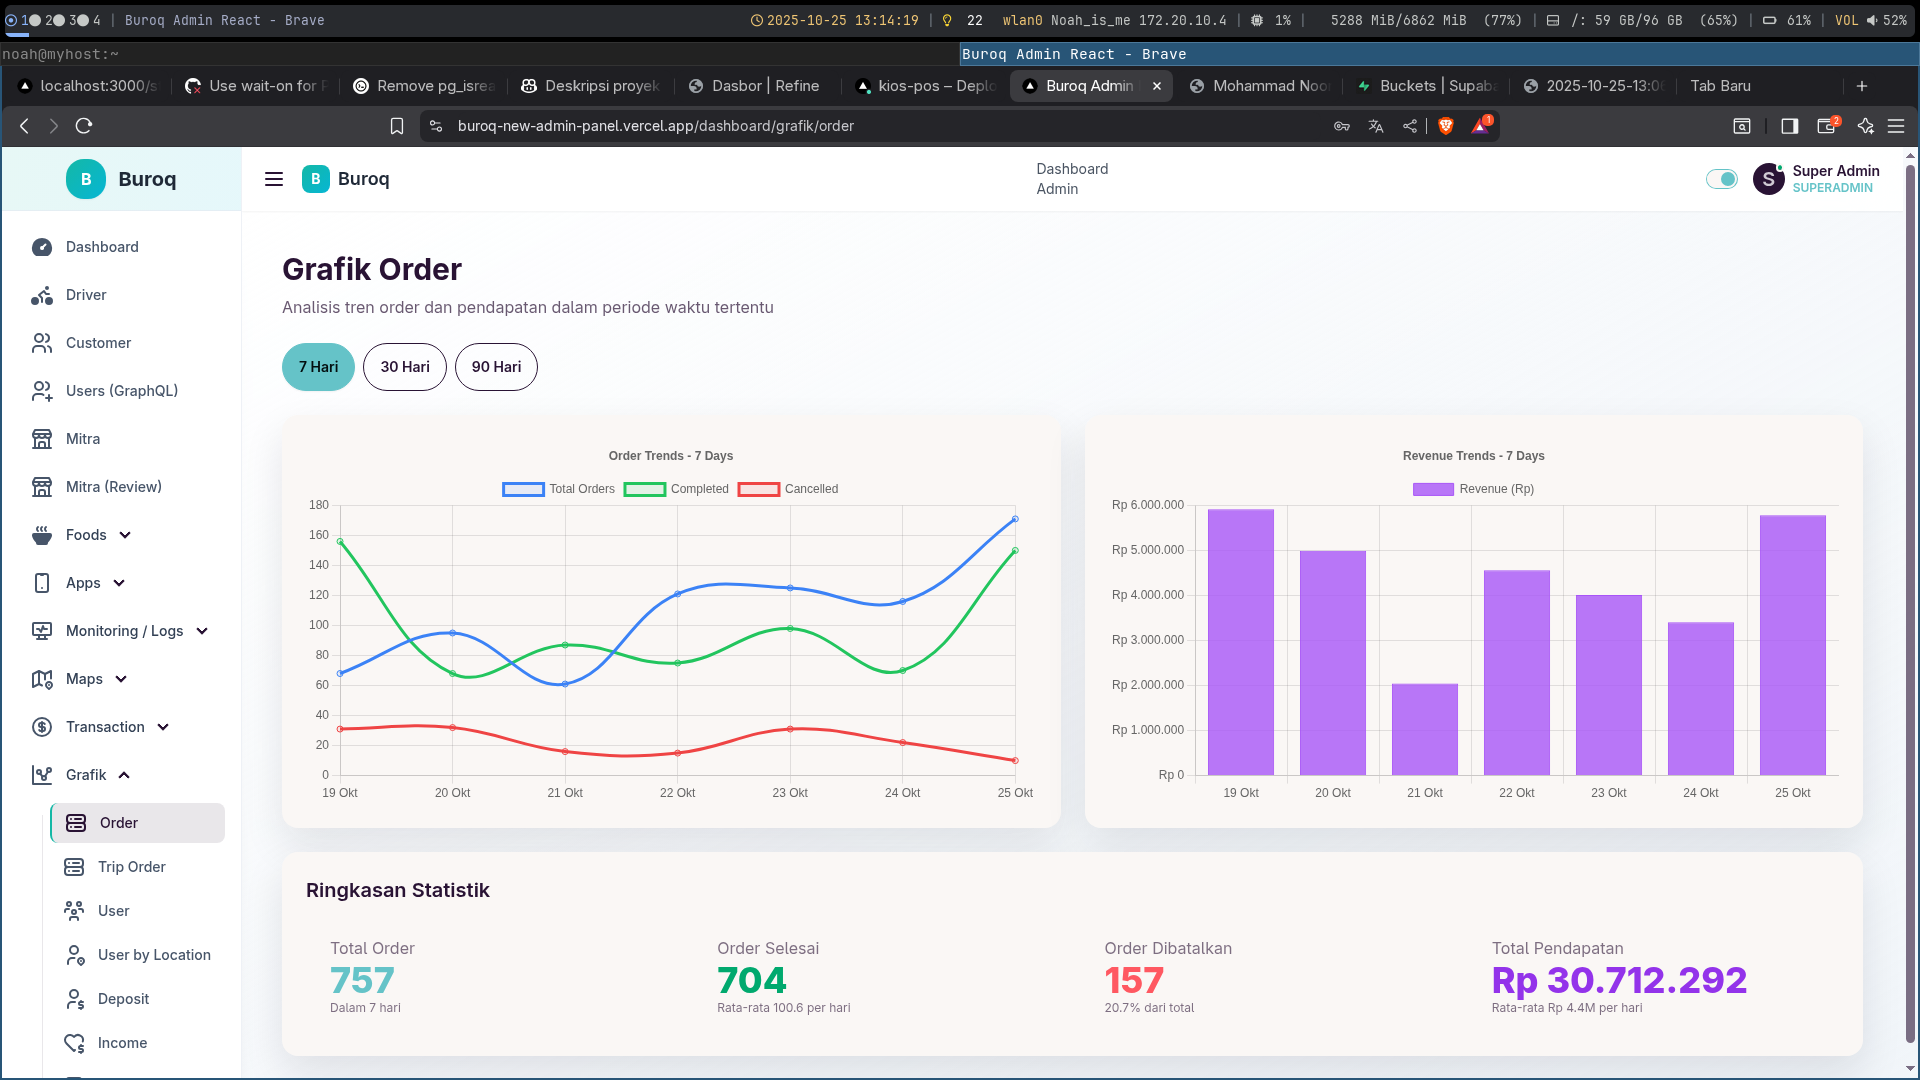 1 2 3 4 | Buroq Admin React - Brave
2025-10-25 13:14:19 | 22 wlan0 Noah_is_me 172.20.10.4 | 1% | 5288 MiB/6862 MiB (77%) | /: 59 GB/96 GB (65%) | 61% | VOL 52%
noah@myhost:~
Buroq Admin React - Brave
localhost:3000/s
Use wait-on for P
Remove pg_isrea
Deskripsi proyek
Dasbor | Refine
kios-pos – Deplo
Buroq Admin
Mohammad Noor
Buckets | Supaba
2025-10-25-13:06
Tab Baru
buroq-new-admin-panel.vercel.app/dashboard/grafik/order
1
2
B Buroq
Dashboard
Driver
Customer
Users (GraphQL)
Mitra
Mitra (Review)
Foods
Apps
Monitoring / Logs
Maps
Transaction
Grafik
Order
Trip Order
User
User by Location
Deposit
Income
B Buroq
Dashboard
Admin
S
Super Admin
SUPERADMIN
Grafik Order
Analisis tren order dan pendapatan dalam periode waktu tertentu
7 Hari
30 Hari
90 Hari
Order Trends - 7 Days
Total Orders Completed Cancelled
180
160
140
120
100
80
60
40
20
0
19 Okt 20 Okt 21 Okt 22 Okt 23 Okt 24 Okt 25 Okt
Revenue Trends - 7 Days
Revenue (Rp)
Rp 6.000.000
Rp 5.000.000
Rp 4.000.000
Rp 3.000.000
Rp 2.000.000
Rp 1.000.000
Rp 0
19 Okt 20 Okt 21 Okt 22 Okt 23 Okt 24 Okt 25 Okt
Ringkasan Statistik
Total Order
757
Dalam 7 hari
Order Selesai
704
Rata-rata 100.6 per hari
Order Dibatalkan
157
20.7% dari total
Total Pendapatan
Rp 30.712.292
Rata-rata Rp 4.4M per hari